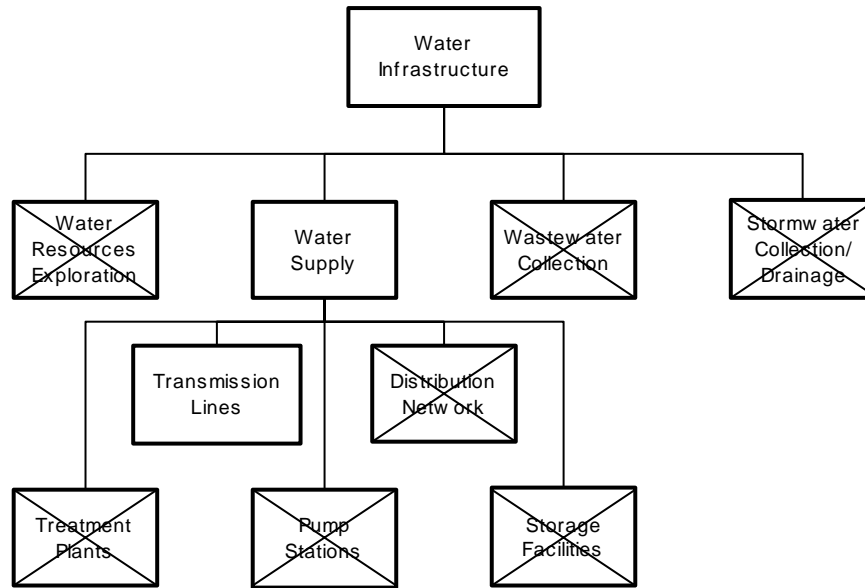 Water
Infrastructure
Water
Resources
Exploration
Water
Supply
Wastewater
Collection
Stormwater
Collection/
Drainage
Transmission
Lines
Distribution
Network
Treatment
Plants
Pump
Stations
Storage
Facilities